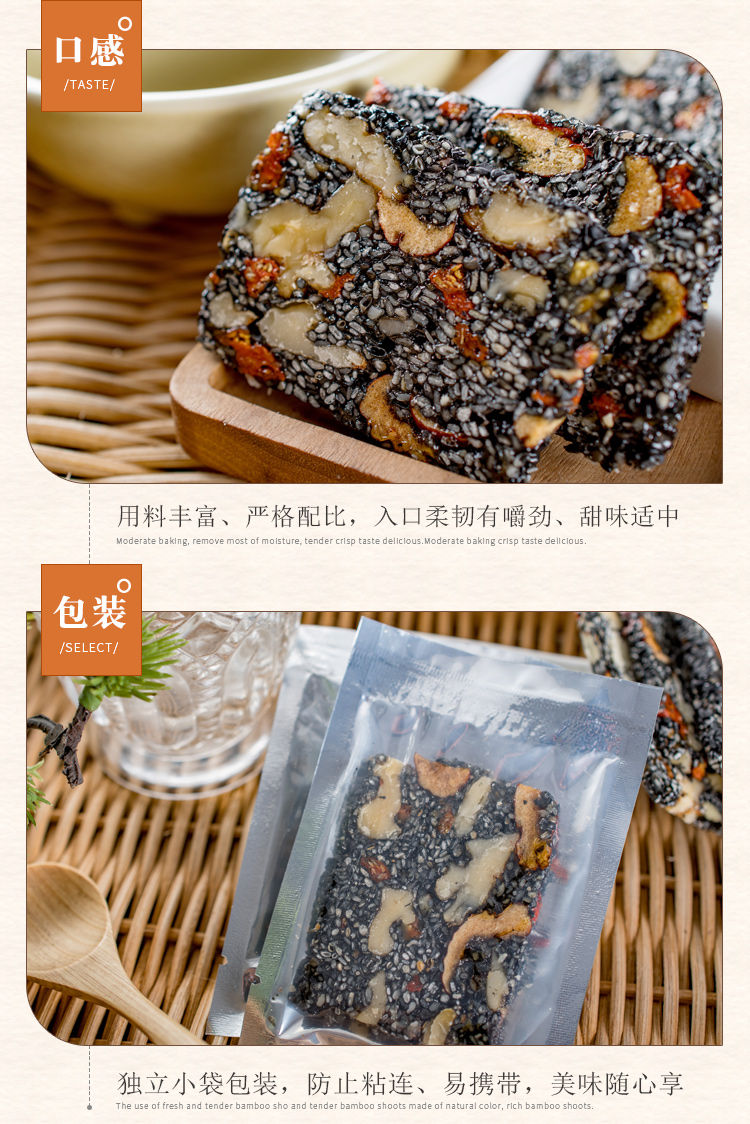 口感
/TASTE/
用料丰富、严格配比，入口柔韧有嚼劲、甜味适中
Moderate baking, remove most of moisture, tender crisp taste delicious.Moderate baking crisp taste delicious.
包装
/SELECT/
独立小袋包装，防止粘连、易携带，美味随心享
The use of fresh and tender bamboo sho and tender bamboo shoots made of natural color, rich bamboo shoots.